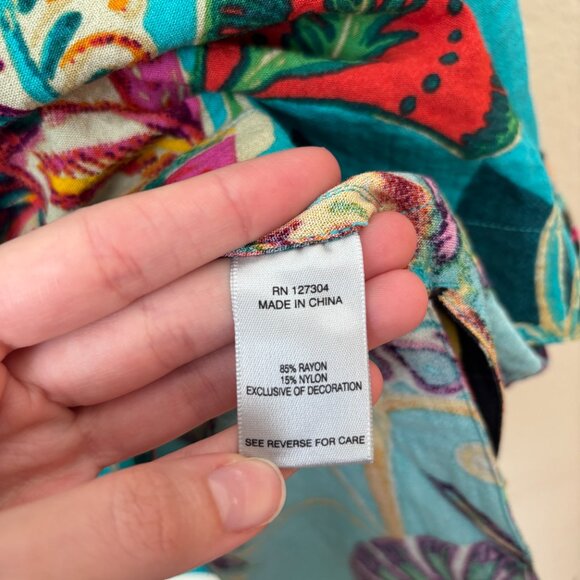 RN 127304
MADE IN CHINA
85% RAYON
15% NYLON
EXCLUSIVE OF DECORATION
SEE REVERSE FOR CARE